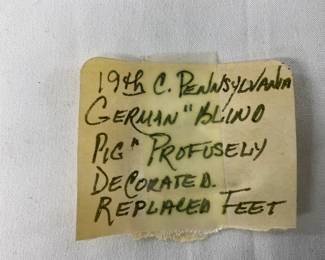 19th C. PENNSYLVANIA
GERMAN "BLIND
PIG" PROFUSELY
DECORATED.
REPLACED FEET